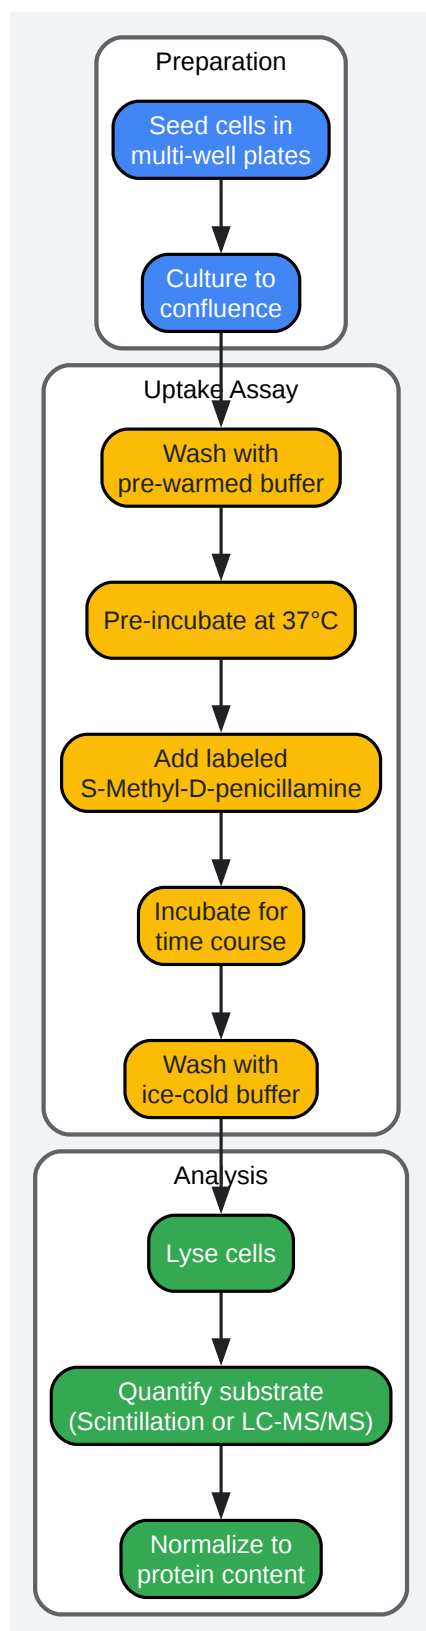 Preparation
Seed cells in
multi-well plates
Culture to
confluence
Uptake Assay
Wash with
pre-warmed buffer
Pre-incubate at 37°C
Add labeled
S-Methyl-D-penicillamine
Incubate for
time course
Wash with
ice-cold buffer
Analysis
Lyse cells
Quantify substrate
(Scintillation or LC-MS/MS)
Normalize to
protein content